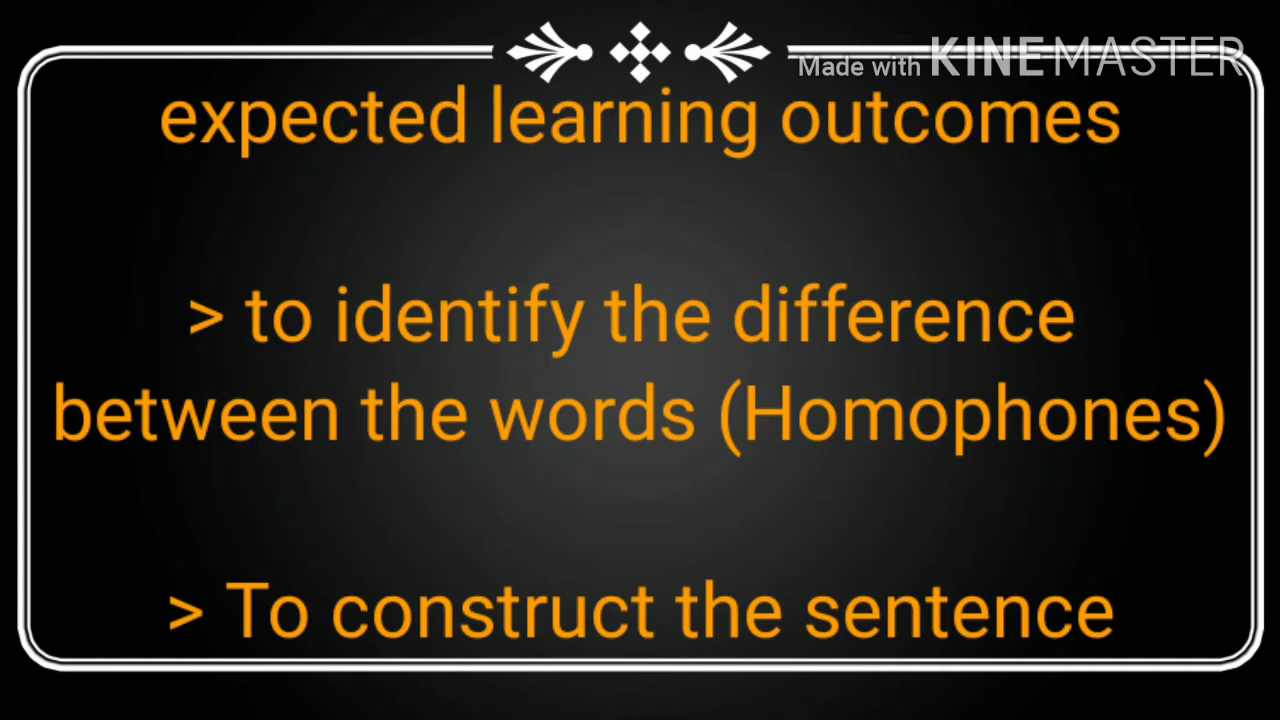 Made with KINEMASTER
expected learning outcomes
> to identify the difference
between the words (Homophones)
> To construct the sentence